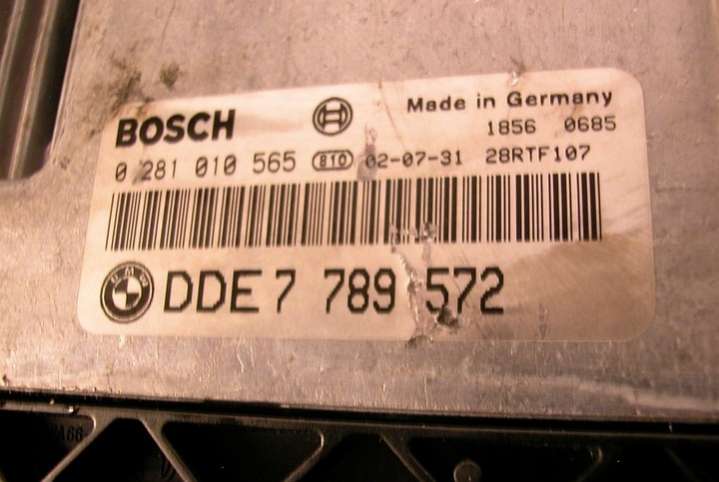 BOSCH Made in Germany
1856 0685
0 281 010 565 810 02-07-31 28RTF107
BMW DDE 7 789 572